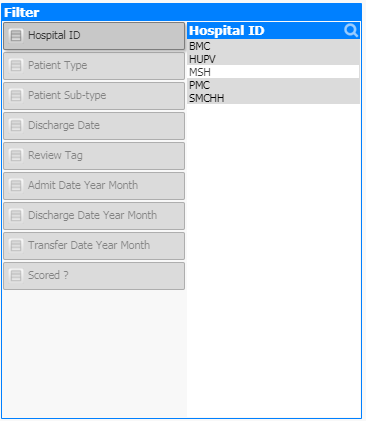 Filter
Hospital ID
Patient Type
Patient Sub-type
Discharge Date
Review Tag
Admit Date Year Month
Discharge Date Year Month
Transfer Date Year Month
Scored ?
Hospital ID
BMC
HUPV
MSH
PMC
SMCHH